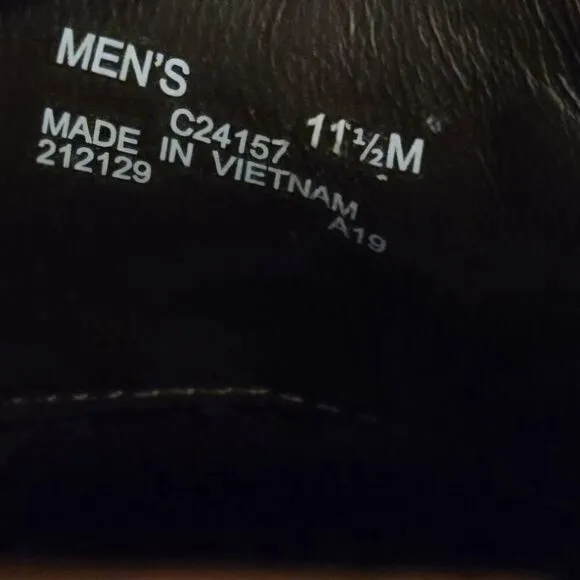 MEN'S
C24157 11½M
MADE IN VIETNAM
212129 A19